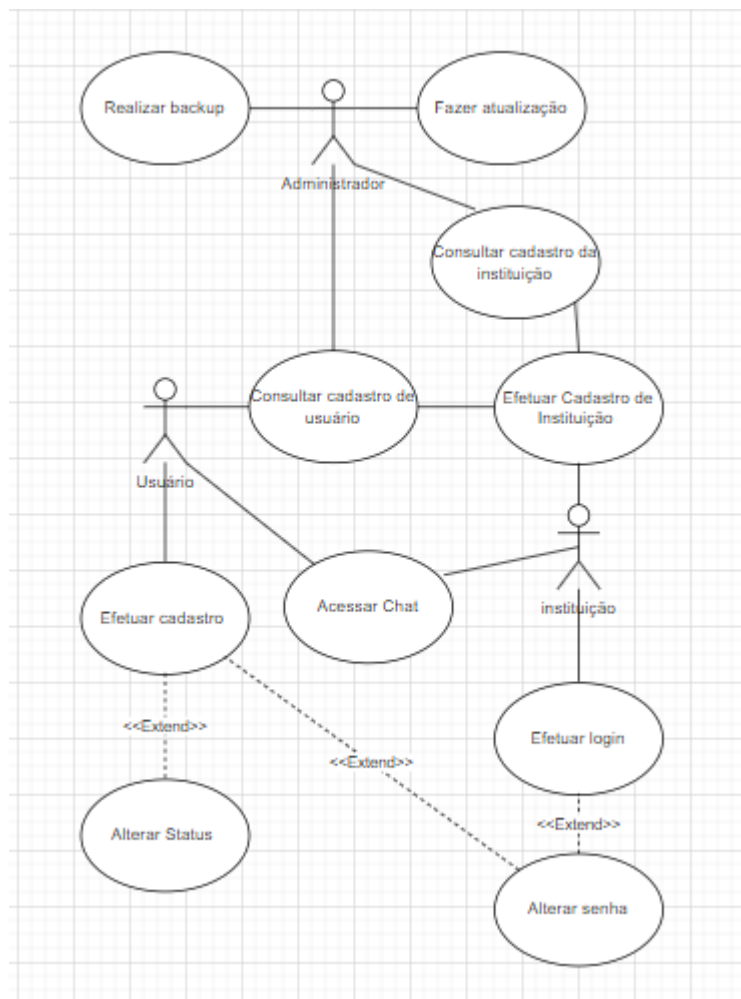 Realizar backup
Fazer atualização
Administrador
Consultar cadastro da
instituição
Consultar cadastro de
usuário
Efetuar Cadastro de
Instituição
Usuário
Efetuar cadastro
Acessar Chat
instituição
<<Extend>>
<<Extend>>
Efetuar login
<<Extend>>
Alterar Status
Alterar senha